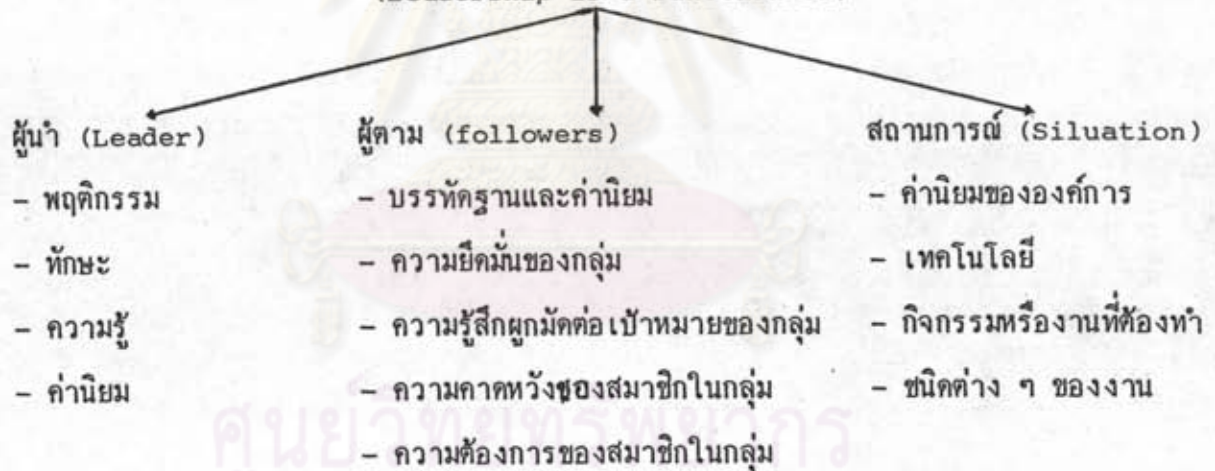 ผู้นำ (Leader)
- พฤติกรรม
- ทักษะ
- ความรู้
- ค่านิยม
ผู้ตาม (followers)
- บรรทัดฐานและค่านิยม
- ความยึดมั่นของกลุ่ม
- ความรู้สึกผูกมัดต่อเป้าหมายของกลุ่ม
- ความคาดหวังของสมาชิกในกลุ่ม
- ความต้องการของสมาชิกในกลุ่ม
สถานการณ์ (Siluation)
- ค่านิยมขององค์การ
- เทคโนโลยี
- กิจกรรมหรืองานที่ต้องทำ
- ชนิดต่าง ๆ ของงาน
ศูนย์วิทยทรัพยากร